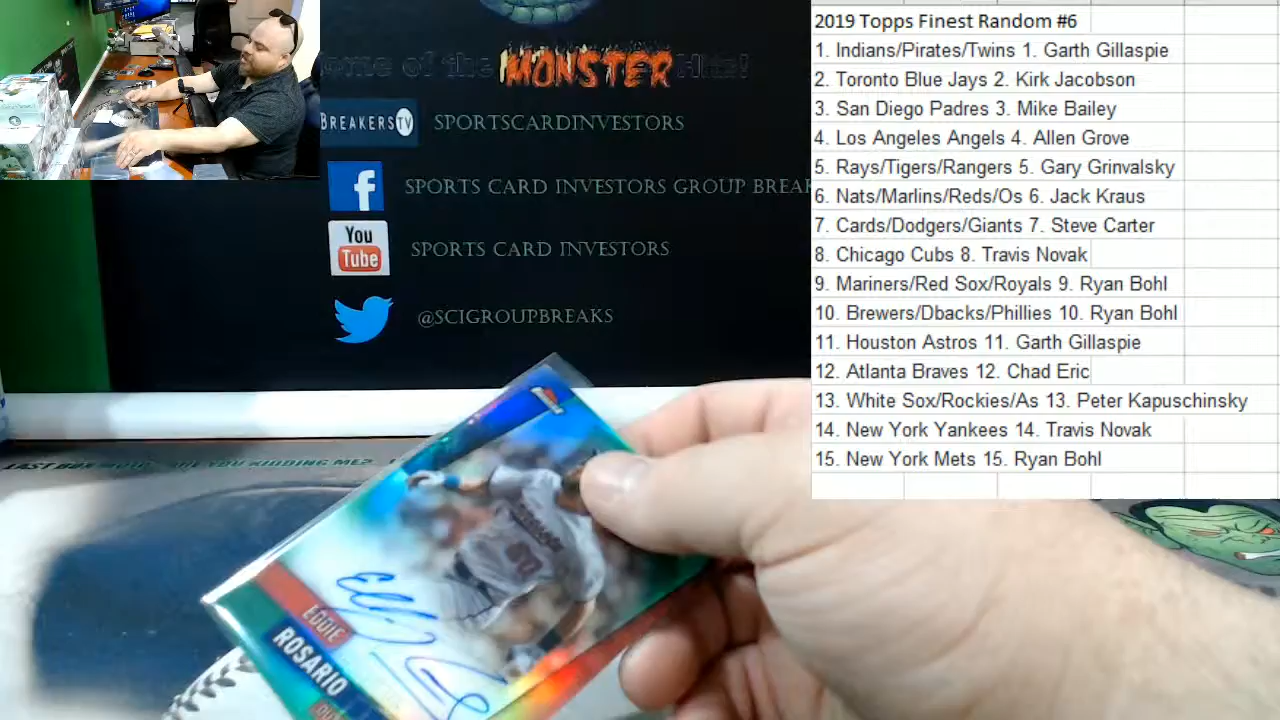 2019 Topps Finest Random #6
1. Indians/Pirates/Twins 1. Garth Gillaspie
2. Toronto Blue Jays 2. Kirk Jacobson
3. San Diego Padres 3. Mike Bailey
4. Los Angeles Angels 4. Allen Grove
5. Rays/Tigers/Rangers 5. Gary Grinvalsky
6. Nats/Marlins/Reds/Os 6. Jack Kraus
7. Cards/Dodgers/Giants 7. Steve Carter
8. Chicago Cubs 8. Travis Novak
9. Mariners/Red Sox/Royals 9. Ryan Bohl
10. Brewers/Dbacks/Phillies 10. Ryan Bohl
11. Houston Astros 11. Garth Gillaspie
12. Atlanta Braves 12. Chad Eric
13. White Sox/Rockies/As 13. Peter Kapuschinsky
14. New York Yankees 14. Travis Novak
15. New York Mets 15. Ryan Bohl
ome of the MONSTER Hits!
BREAKERS TV SPORTSCARDINVESTORS
f SPORTS CARD INVESTORS GROUP BREA
You Tube SPORTS CARD INVESTORS
@SCIGROUPBREAKS
EDDIE
ROSARIO